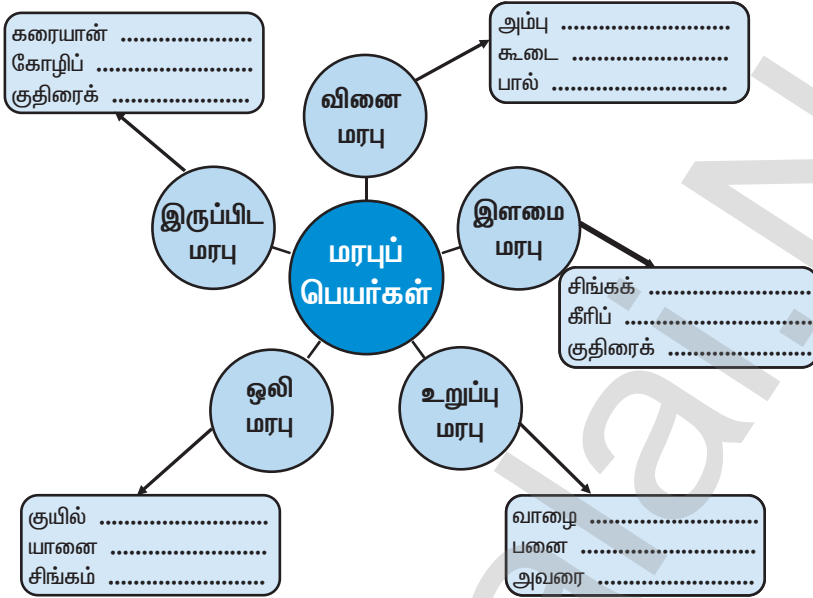 கரையான் ......................
கோழிப் ..........................
குதிரைக் ......................
அம்பு ............................
கூடை ..........................
பால் .............................
வினை
மரபு
இருப்பிட
மரபு
இளமை
மரபு
மரபுப்
பெயர்கள்
சிங்கக் ..........................
கீரிப் ..............................
குதிரைக் ........................
ஒலி
மரபு
உறுப்பு
மரபு
குயில் ............................
யானை ..........................
சிங்கம் ..........................
வாழை ............................
பனை ..............................
அவரை ...........................